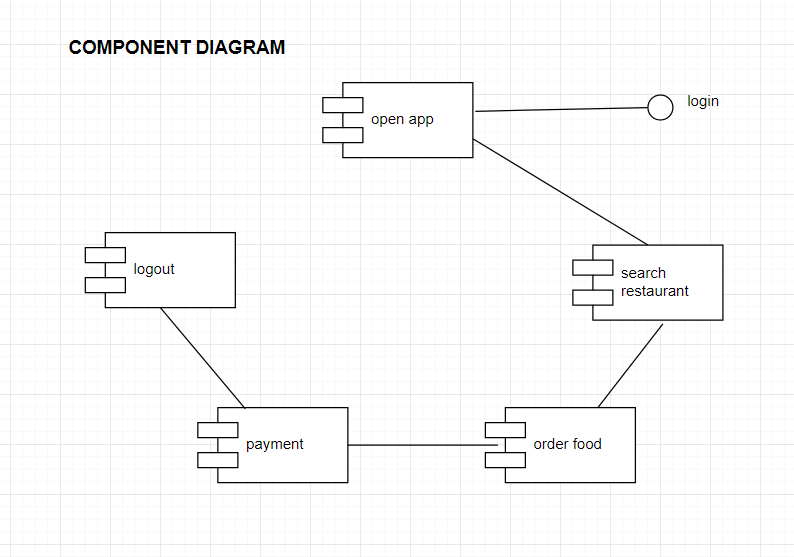 COMPONENT DIAGRAM
open app
login
logout
search
restaurant
payment
order food